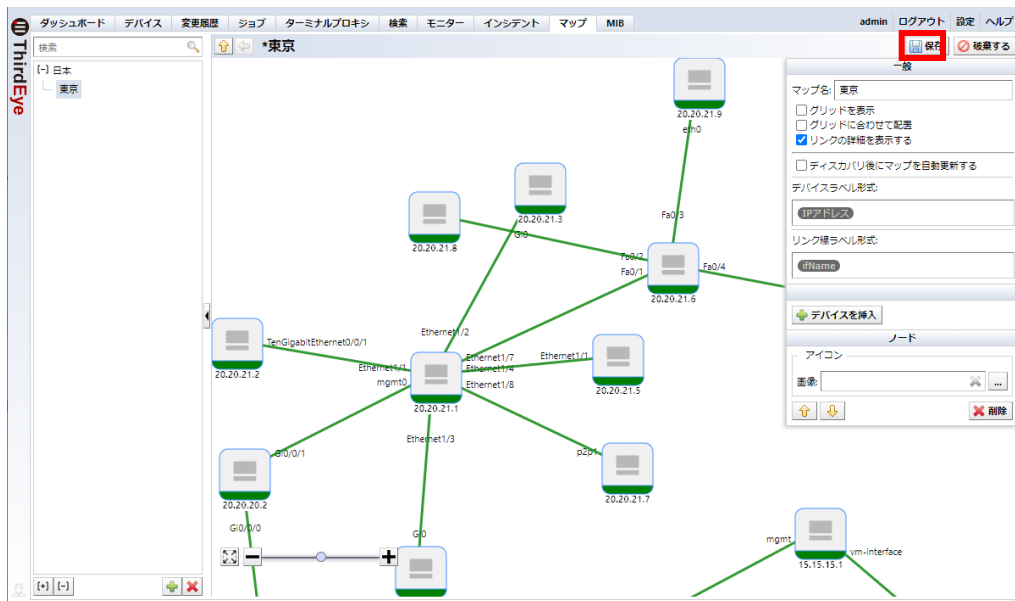 ThirdEye
ダッシュボード デバイス 変更履歴 ジョブ ターミナルプロキシ 検索 モニター インシデント マップ MIB admin ログアウト 設定 ヘルプ
検索
*東京
保存
破棄する
[-] 日本
東京
一般
マップ名: 東京
グリッドを表示
グリッドに合わせて配置
リンクの詳細を表示する
ディスカバリ後にマップを自動更新する
デバイスラベル形式:
IPアドレス
リンク線ラベル形式:
ifName
デバイスを挿入
ノード
アイコン
画像:
...
削除
20.20.21.9
eth0
Fa0/3
20.20.21.3
Gi0
20.20.21.8
Fa0/2
Fa0/1
Fa0/4
20.20.21.6
Ethernet1/2
TenGigabitEthernet0/0/1
20.20.21.2
Ethernet1/1
mgmt0
Ethernet1/7
Ethernet1/4
Ethernet1/8
Ethernet1/1
20.20.21.5
20.20.21.1
Ethernet1/3
Gi0/0/1
p2p1
20.20.21.7
20.20.20.2
Gi0/0/0
Gi0
mgmt
vm-interface
15.15.15.1
[+] [-]